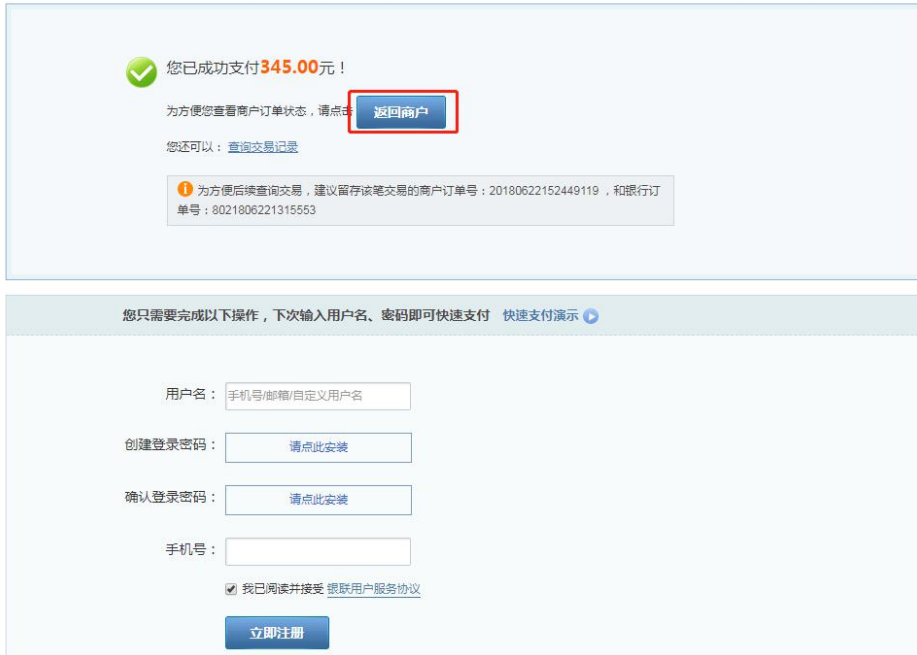 您已成功支付345.00元！
为方便您查看商户订单状态，请点击 返回商户
您还可以： 查询交易记录
为方便后续查询交易，建议留存该笔交易的商户订单号：20180622152449119 ，和银行订
单号：8021806221315553
您只需要完成以下操作，下次输入用户名、密码即可快速支付 快速支付演示
用户名： 手机号/邮箱/自定义用户名
创建登录密码： 请点此安装
确认登录密码： 请点此安装
手机号：
我已阅读并接受 银联用户服务协议
立即注册